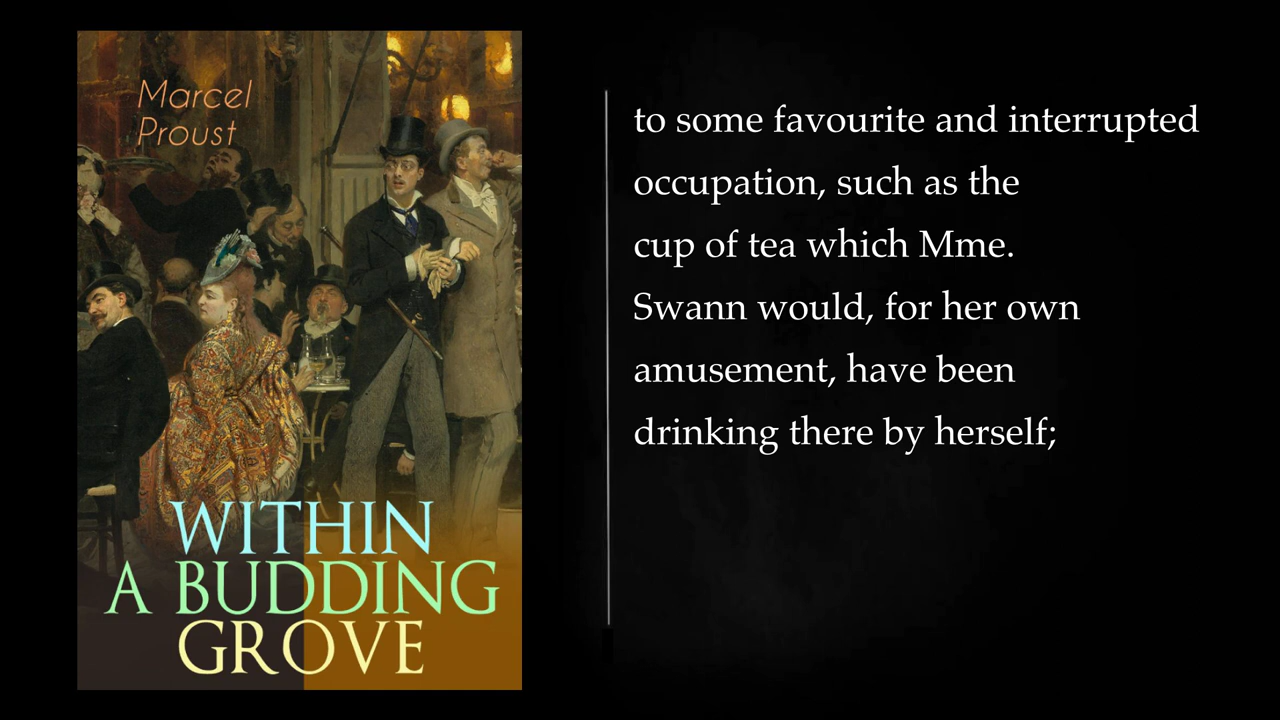 Marcel
Proust
WITHIN
A BUDDING
GROVE
to some favourite and interrupted
occupation, such as the
cup of tea which Mme.
Swann would, for her own
amusement, have been
drinking there by herself;